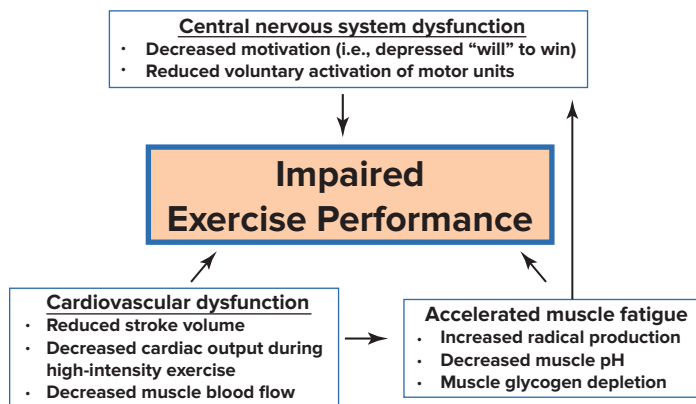 Central nervous system dysfunction
· Decreased motivation (i.e., depressed “will” to win)
· Reduced voluntary activation of motor units
Impaired
Exercise Performance
Cardiovascular dysfunction
· Reduced stroke volume
· Decreased cardiac output during
high-intensity exercise
· Decreased muscle blood flow
Accelerated muscle fatigue
· Increased radical production
· Decreased muscle pH
· Muscle glycogen depletion